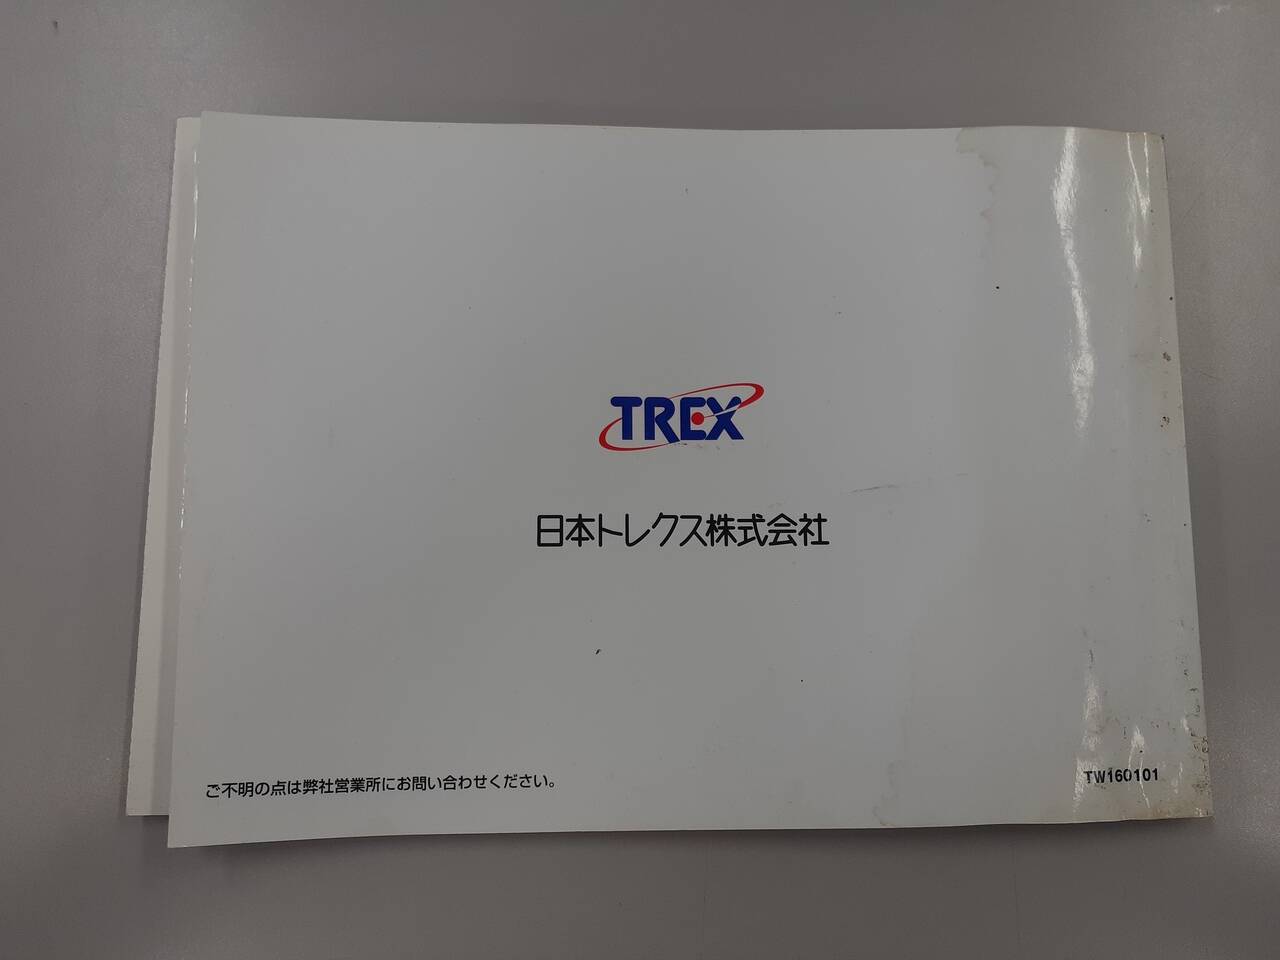 TREX
日本トレクス株式会社
ご不明の点は弊社営業所にお問い合わせください。
TW160101